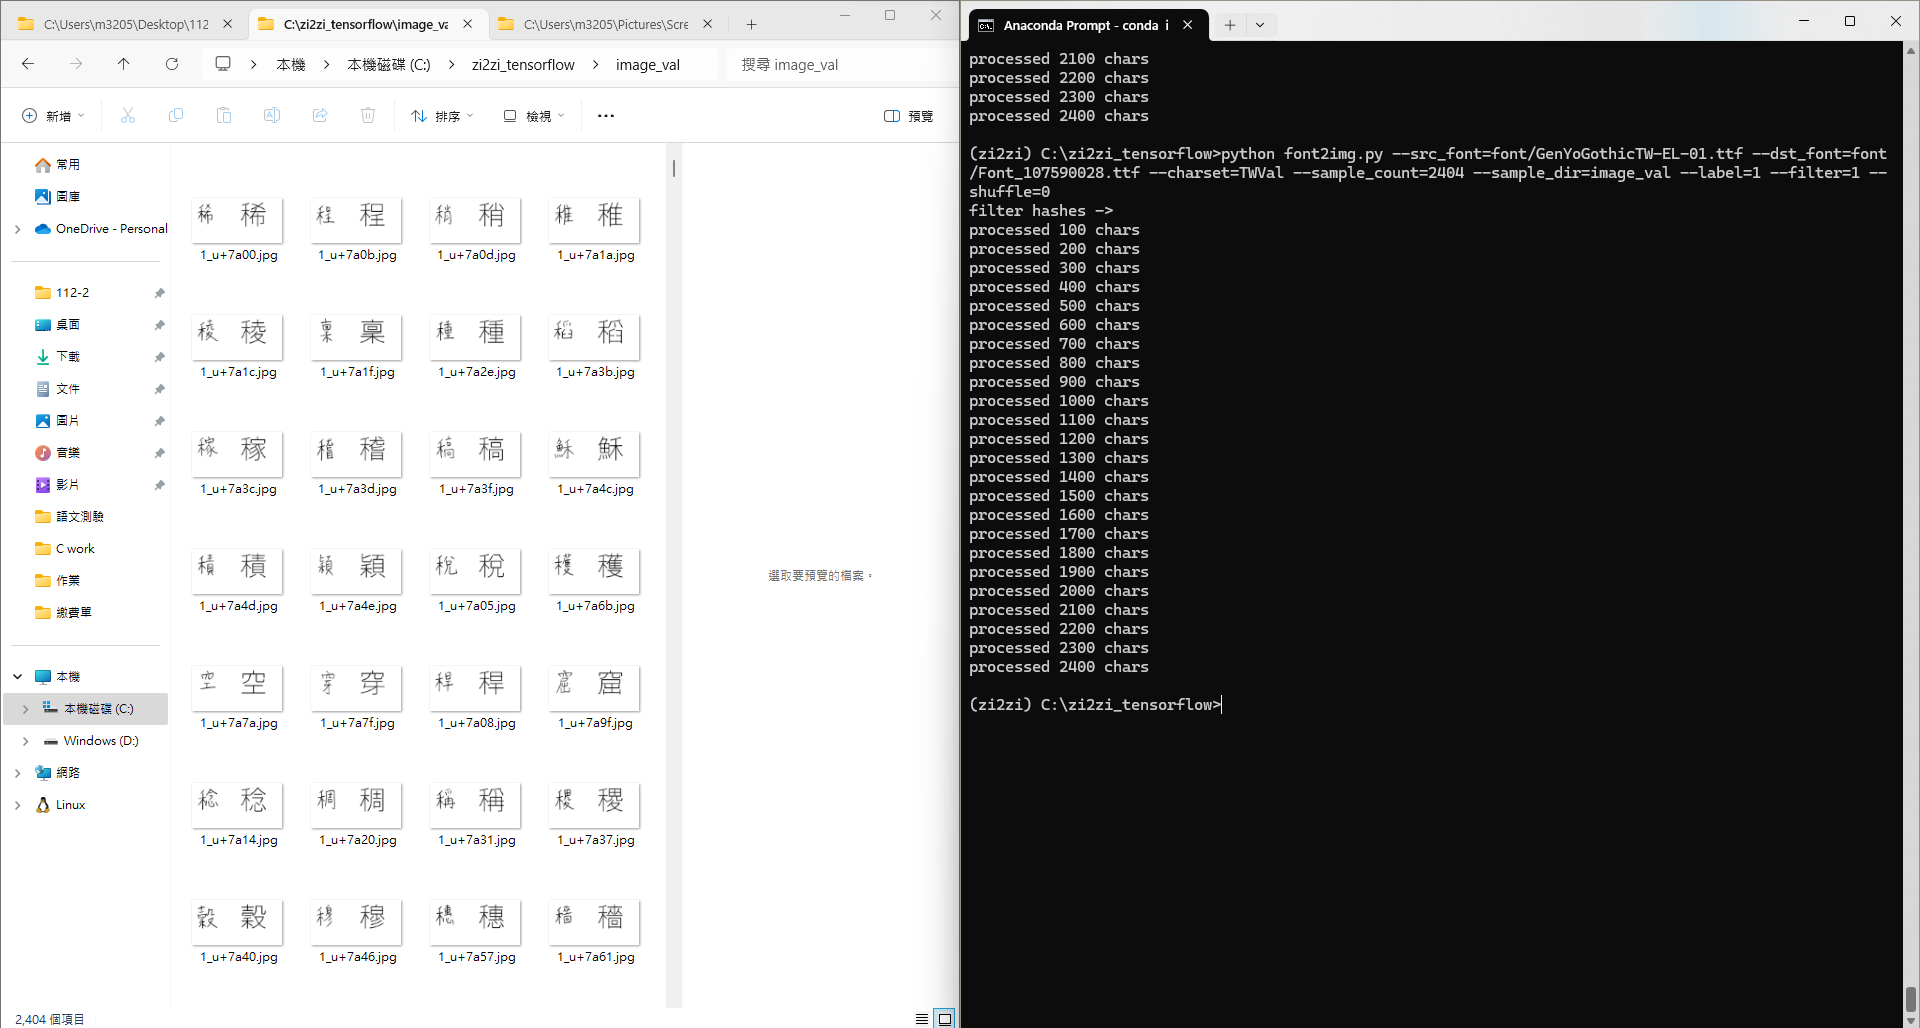 C:\Users\m3205\Desktop\112
C:\zi2zi_tensorflow\image_va
C:\Users\m3205\Pictures\Scre
本機
本機磁碟 (C:)
zi2zi_tensorflow
image_val
搜尋 image_val
新增
排序
檢視
預覽
常用
圖庫
OneDrive - Personal
112-2
桌面
下載
文件
圖片
音樂
影片
語文測驗
C work
作業
繳費單
本機
本機磁碟 (C:)
Windows (D:)
網路
Linux
稀 稀 程 程 稍 稍 稚 稚
1_u+7a00.jpg 1_u+7a0b.jpg 1_u+7a0d.jpg 1_u+7a1a.jpg
稜 稜 稟 稟 種 種 稻 稻
1_u+7a1c.jpg 1_u+7a1f.jpg 1_u+7a2e.jpg 1_u+7a3b.jpg
稼 稼 稽 稽 稿 稿 穌 穌
1_u+7a3c.jpg 1_u+7a3d.jpg 1_u+7a3f.jpg 1_u+7a4c.jpg
積 積 穎 穎 稅 稅 穫 穫
1_u+7a4d.jpg 1_u+7a4e.jpg 1_u+7a05.jpg 1_u+7a6b.jpg
空 空 穿 穿 稈 稈 窟 窟
1_u+7a7a.jpg 1_u+7a7f.jpg 1_u+7a08.jpg 1_u+7a9f.jpg
稔 稔 稠 稠 稱 稱 稷 稷
1_u+7a14.jpg 1_u+7a20.jpg 1_u+7a31.jpg 1_u+7a37.jpg
穀 穀 穆 穆 穗 穗 穡 穡
1_u+7a40.jpg 1_u+7a46.jpg 1_u+7a57.jpg 1_u+7a61.jpg
選取要預覽的檔案。
2,404 個項目
Anaconda Prompt - conda i
processed 2100 chars
processed 2200 chars
processed 2300 chars
processed 2400 chars
(zi2zi) C:\zi2zi_tensorflow>python font2img.py --src_font=font/GenYoGothicTW-EL-01.ttf --dst_font=font
/Font_107590028.ttf --charset=TWVal --sample_count=2404 --sample_dir=image_val --label=1 --filter=1 --
shuffle=0
filter hashes ->
processed 100 chars
processed 200 chars
processed 300 chars
processed 400 chars
processed 500 chars
processed 600 chars
processed 700 chars
processed 800 chars
processed 900 chars
processed 1000 chars
processed 1100 chars
processed 1200 chars
processed 1300 chars
processed 1400 chars
processed 1500 chars
processed 1600 chars
processed 1700 chars
processed 1800 chars
processed 1900 chars
processed 2000 chars
processed 2100 chars
processed 2200 chars
processed 2300 chars
processed 2400 chars
(zi2zi) C:\zi2zi_tensorflow>